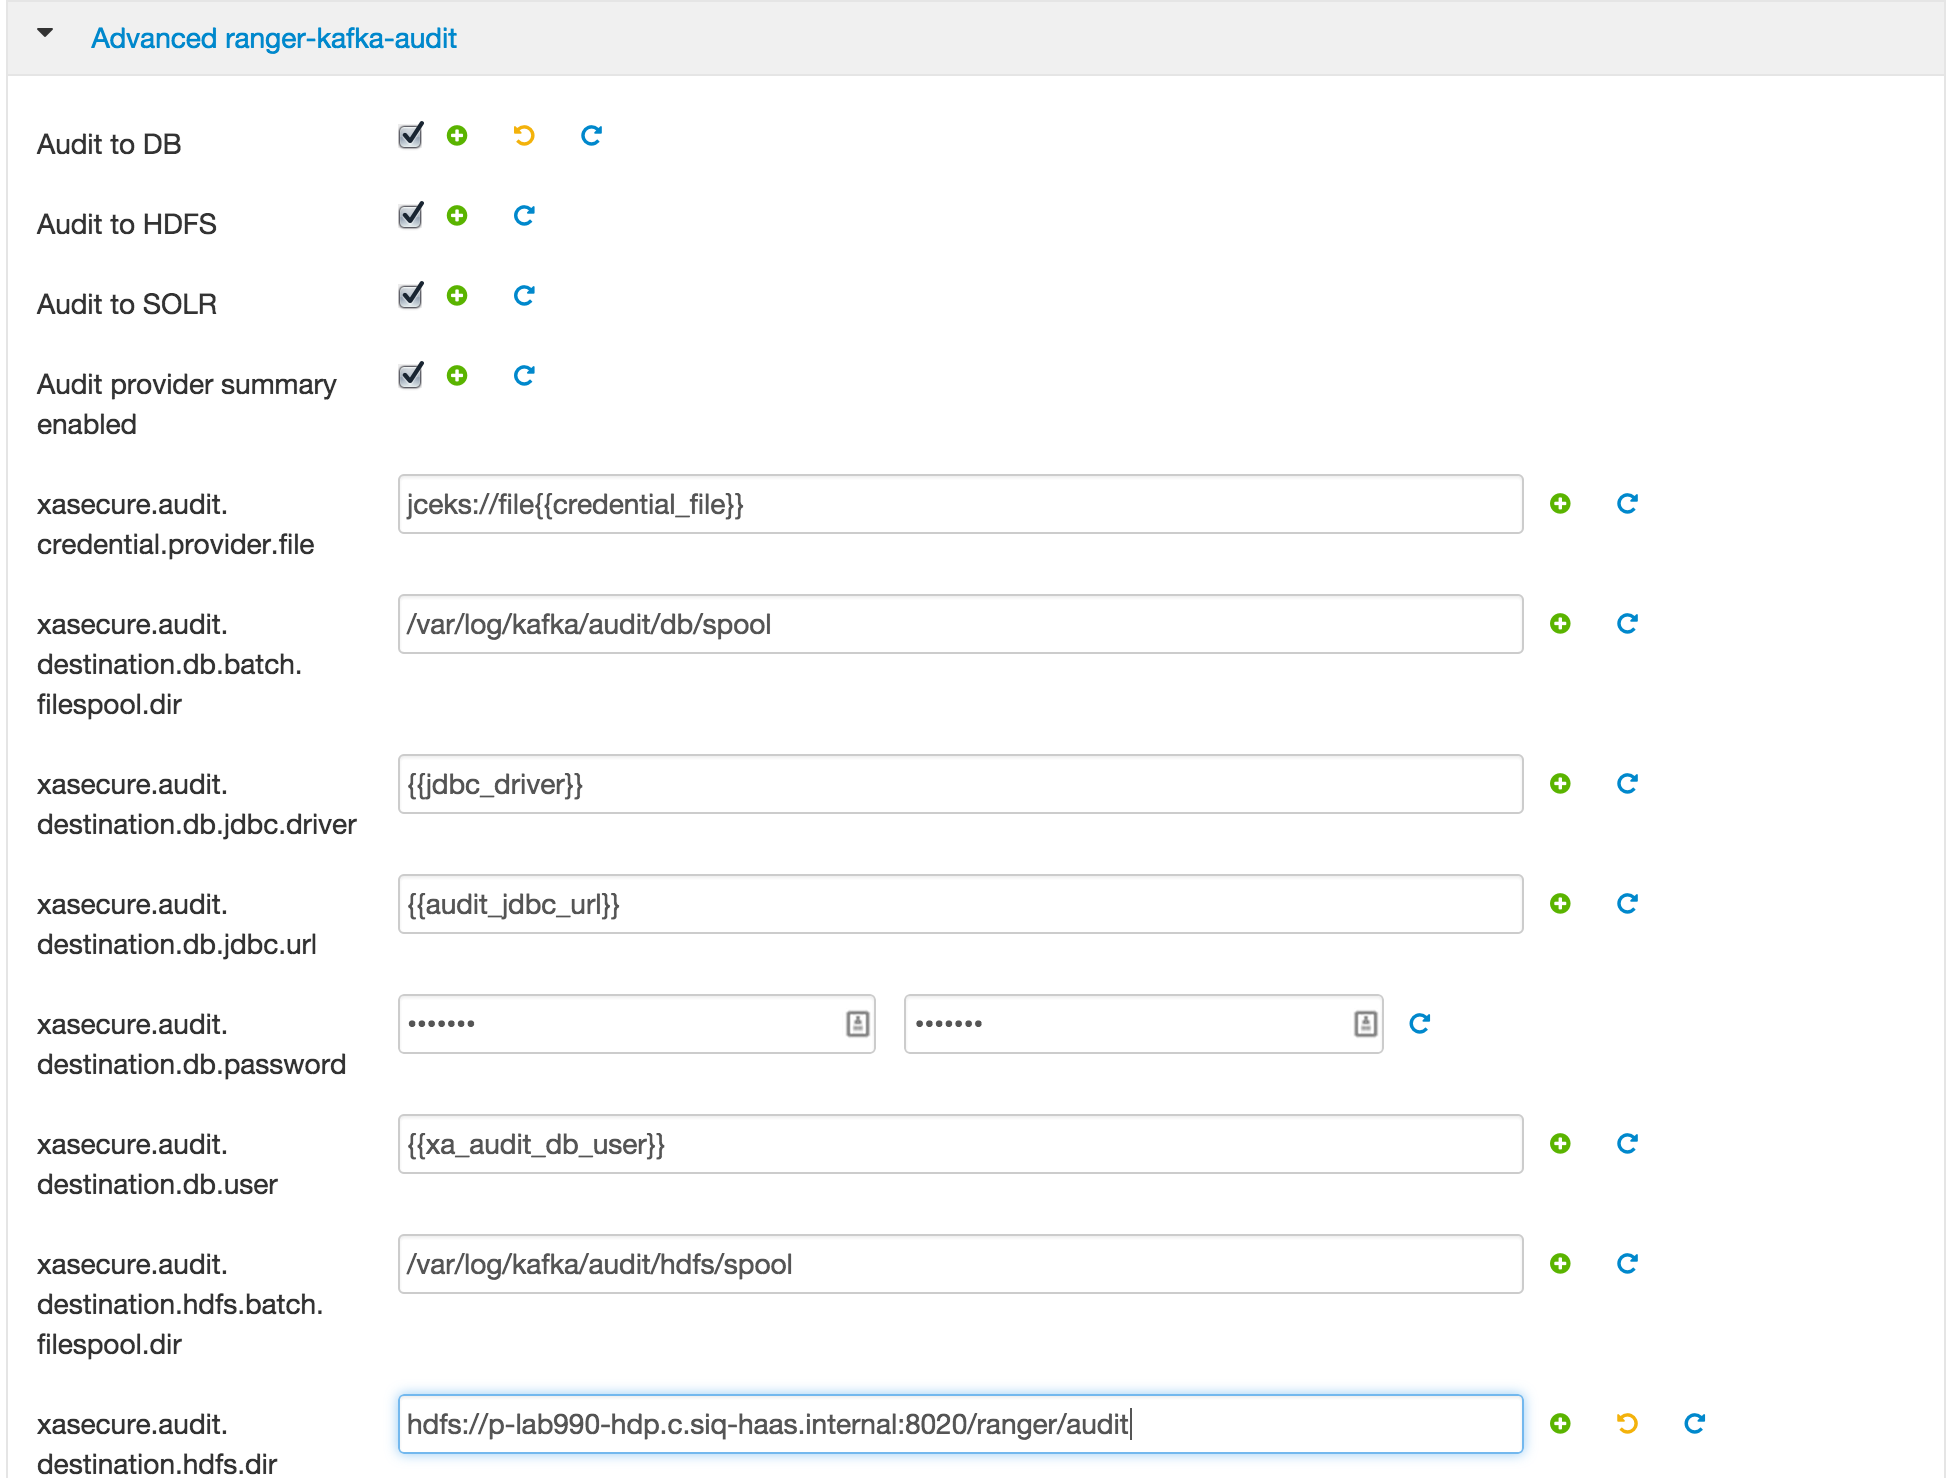 Advanced ranger-kafka-audit
Audit to DB
Audit to HDFS
Audit to SOLR
Audit provider summary
enabled
xasecure.audit.
credential.provider.file
jceks://file{{credential_file}}
xasecure.audit.
destination.db.batch.
filespool.dir
/var/log/kafka/audit/db/spool
xasecure.audit.
destination.db.jdbc.driver
{{jdbc_driver}}
xasecure.audit.
destination.db.jdbc.url
{{audit_jdbc_url}}
xasecure.audit.
destination.db.password
••••••• •••••••
xasecure.audit.
destination.db.user
{{xa_audit_db_user}}
xasecure.audit.
destination.hdfs.batch.
filespool.dir
/var/log/kafka/audit/hdfs/spool
xasecure.audit.
destination.hdfs.dir
hdfs://p-lab990-hdp.c.siq-haas.internal:8020/ranger/audit